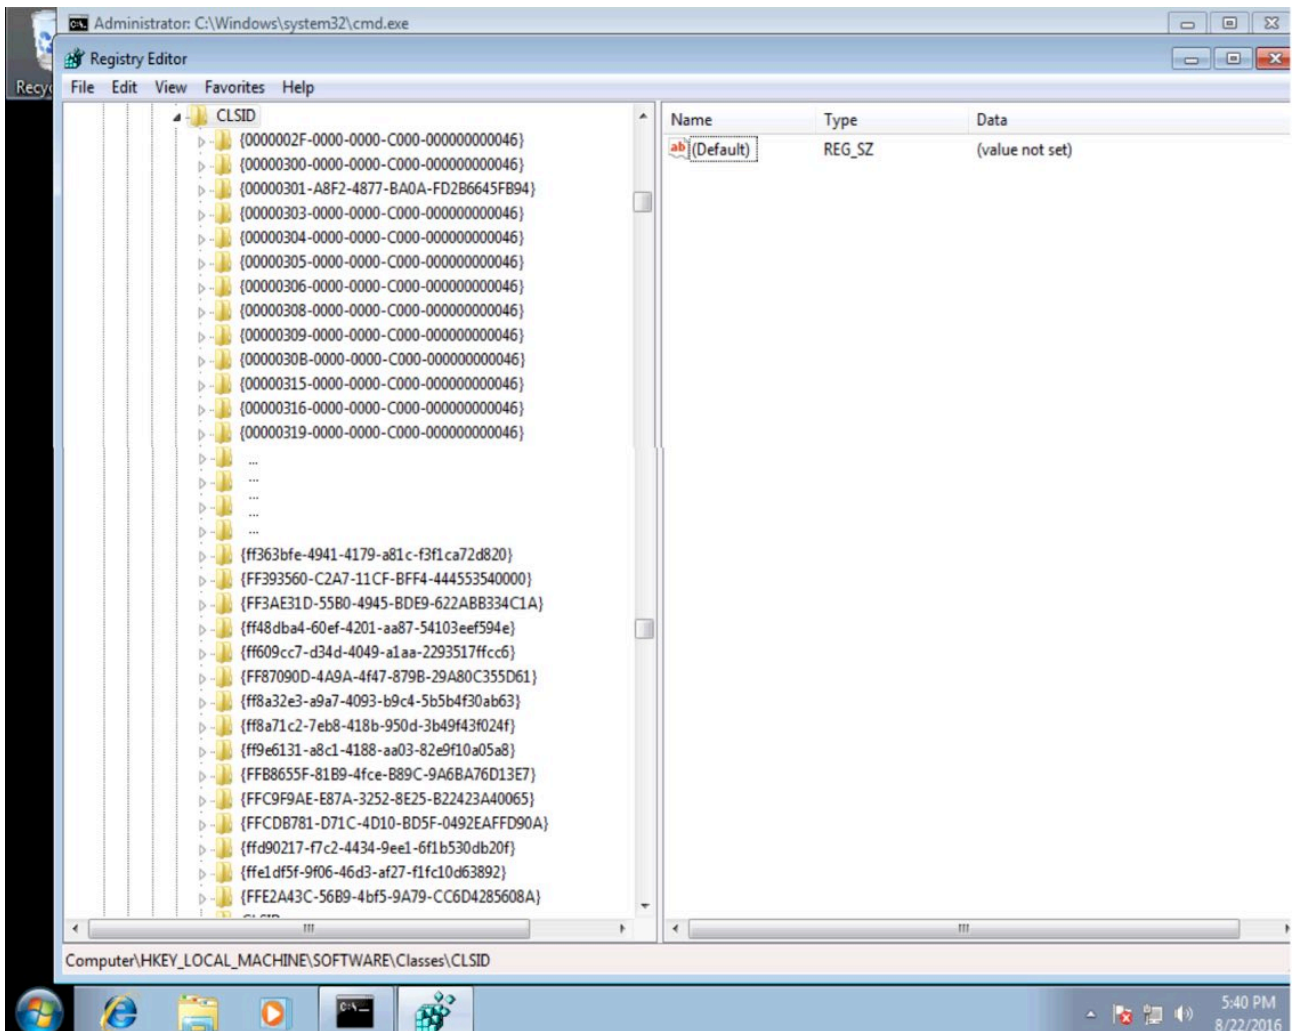 Administrator: C:\Windows\system32\cmd.exe
Registry Editor
File Edit View Favorites Help
CLSID
{0000002F-0000-0000-C000-000000000046}
{00000300-0000-0000-C000-000000000046}
{00000301-A8F2-4877-BA0A-FD2B6645FB94}
{00000303-0000-0000-C000-000000000046}
{00000304-0000-0000-C000-000000000046}
{00000305-0000-0000-C000-000000000046}
{00000306-0000-0000-C000-000000000046}
{00000308-0000-0000-C000-000000000046}
{00000309-0000-0000-C000-000000000046}
{0000030B-0000-0000-C000-000000000046}
{00000315-0000-0000-C000-000000000046}
{00000316-0000-0000-C000-000000000046}
{00000319-0000-0000-C000-000000000046}
...
...
...
...
...
{ff363bfe-4941-4179-a81c-f3f1ca72d820}
{FF393560-C2A7-11CF-BFF4-444553540000}
{FF3AE31D-55B0-4945-BDE9-622ABB334C1A}
{ff48dba4-60ef-4201-aa87-54103eef594e}
{ff609cc7-d34d-4049-a1aa-2293517ffcc6}
{FF87090D-4A9A-4f47-879B-29A80C355D61}
{ff8a32e3-a9a7-4093-b9c4-5b5b4f30ab63}
{ff8a71c2-7eb8-418b-950d-3b49f43f024f}
{ff9e6131-a8c1-4188-aa03-82e9f10a05a8}
{FFB8655F-81B9-4fce-B89C-9A6BA76D13E7}
{FFC9F9AE-E87A-3252-8E25-B22423A40065}
{FFCDB781-D71C-4D10-BD5F-0492EAFFD90A}
{ffd90217-f7c2-4434-9ee1-6f1b530db20f}
{ffe1df5f-9f06-46d3-af27-f1fc10d63892}
{FFE2A43C-56B9-4bf5-9A79-CC6D4285608A}
Name Type Data
(Default) REG_SZ (value not set)
Computer\HKEY_LOCAL_MACHINE\SOFTWARE\Classes\CLSID
Recyc
5:40 PM
8/22/2016